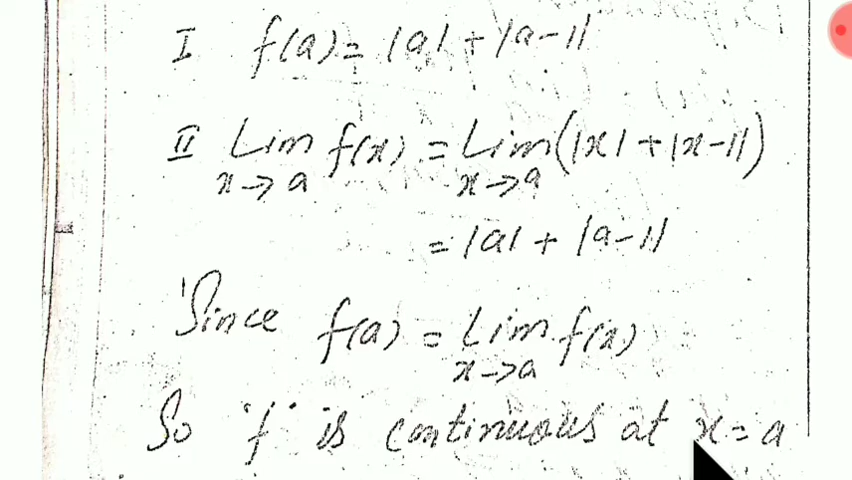 I f(a) = |a| + |a-1|
II Lim f(x) = Lim (|x| + |x-1|)
x→a x→a
= |a| + |a-1|
Since f(a) = Lim f(x)
x→a
So 'f' is continuous at x = a